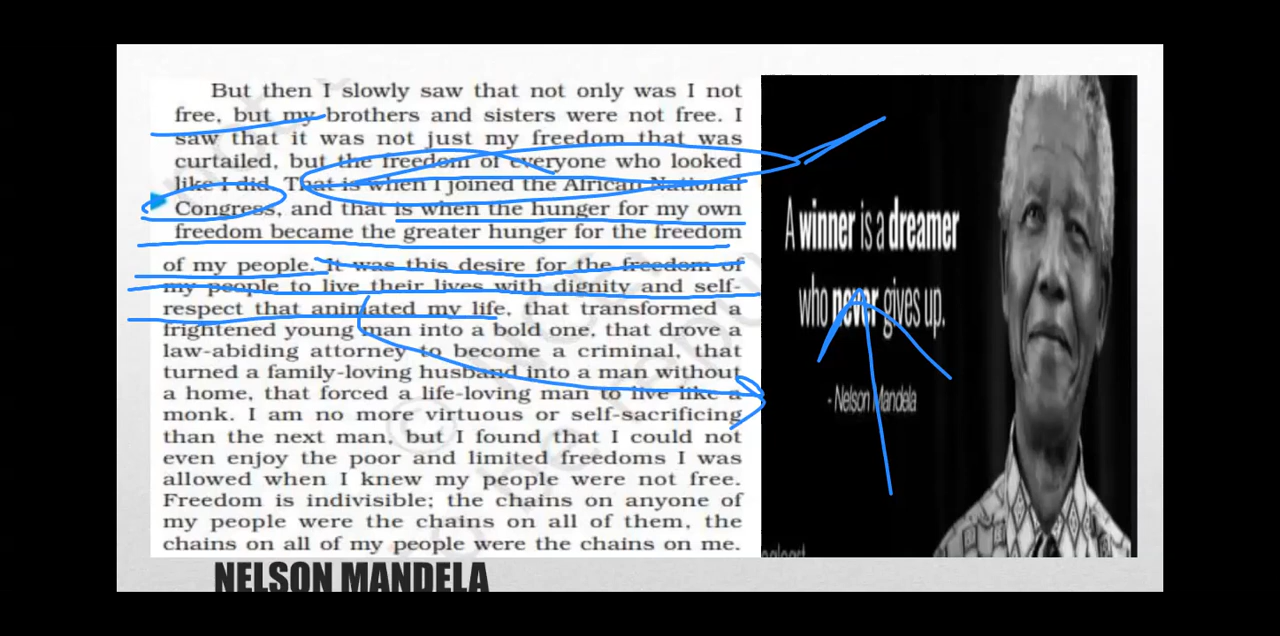 But then I slowly saw that not only was I not
free, but my brothers and sisters were not free. I
saw that it was not just my freedom that was
curtailed, but the freedom of everyone who looked
like I did. That is when I joined the African National
Congress, and that is when the hunger for my own
freedom became the greater hunger for the freedom
of my people. It was this desire for the freedom of
my people to live their lives with dignity and self-
respect that animated my life, that transformed a
frightened young man into a bold one, that drove a
law-abiding attorney to become a criminal, that
turned a family-loving husband into a man without
a home, that forced a life-loving man to live like a
monk. I am no more virtuous or self-sacrificing
than the next man, but I found that I could not
even enjoy the poor and limited freedoms I was
allowed when I knew my people were not free.
Freedom is indivisible; the chains on anyone of
my people were the chains on all of them, the
chains on all of my people were the chains on me.
A winner is a dreamer
who never gives up.
- Nelson Mandela
NELSON MANDELA